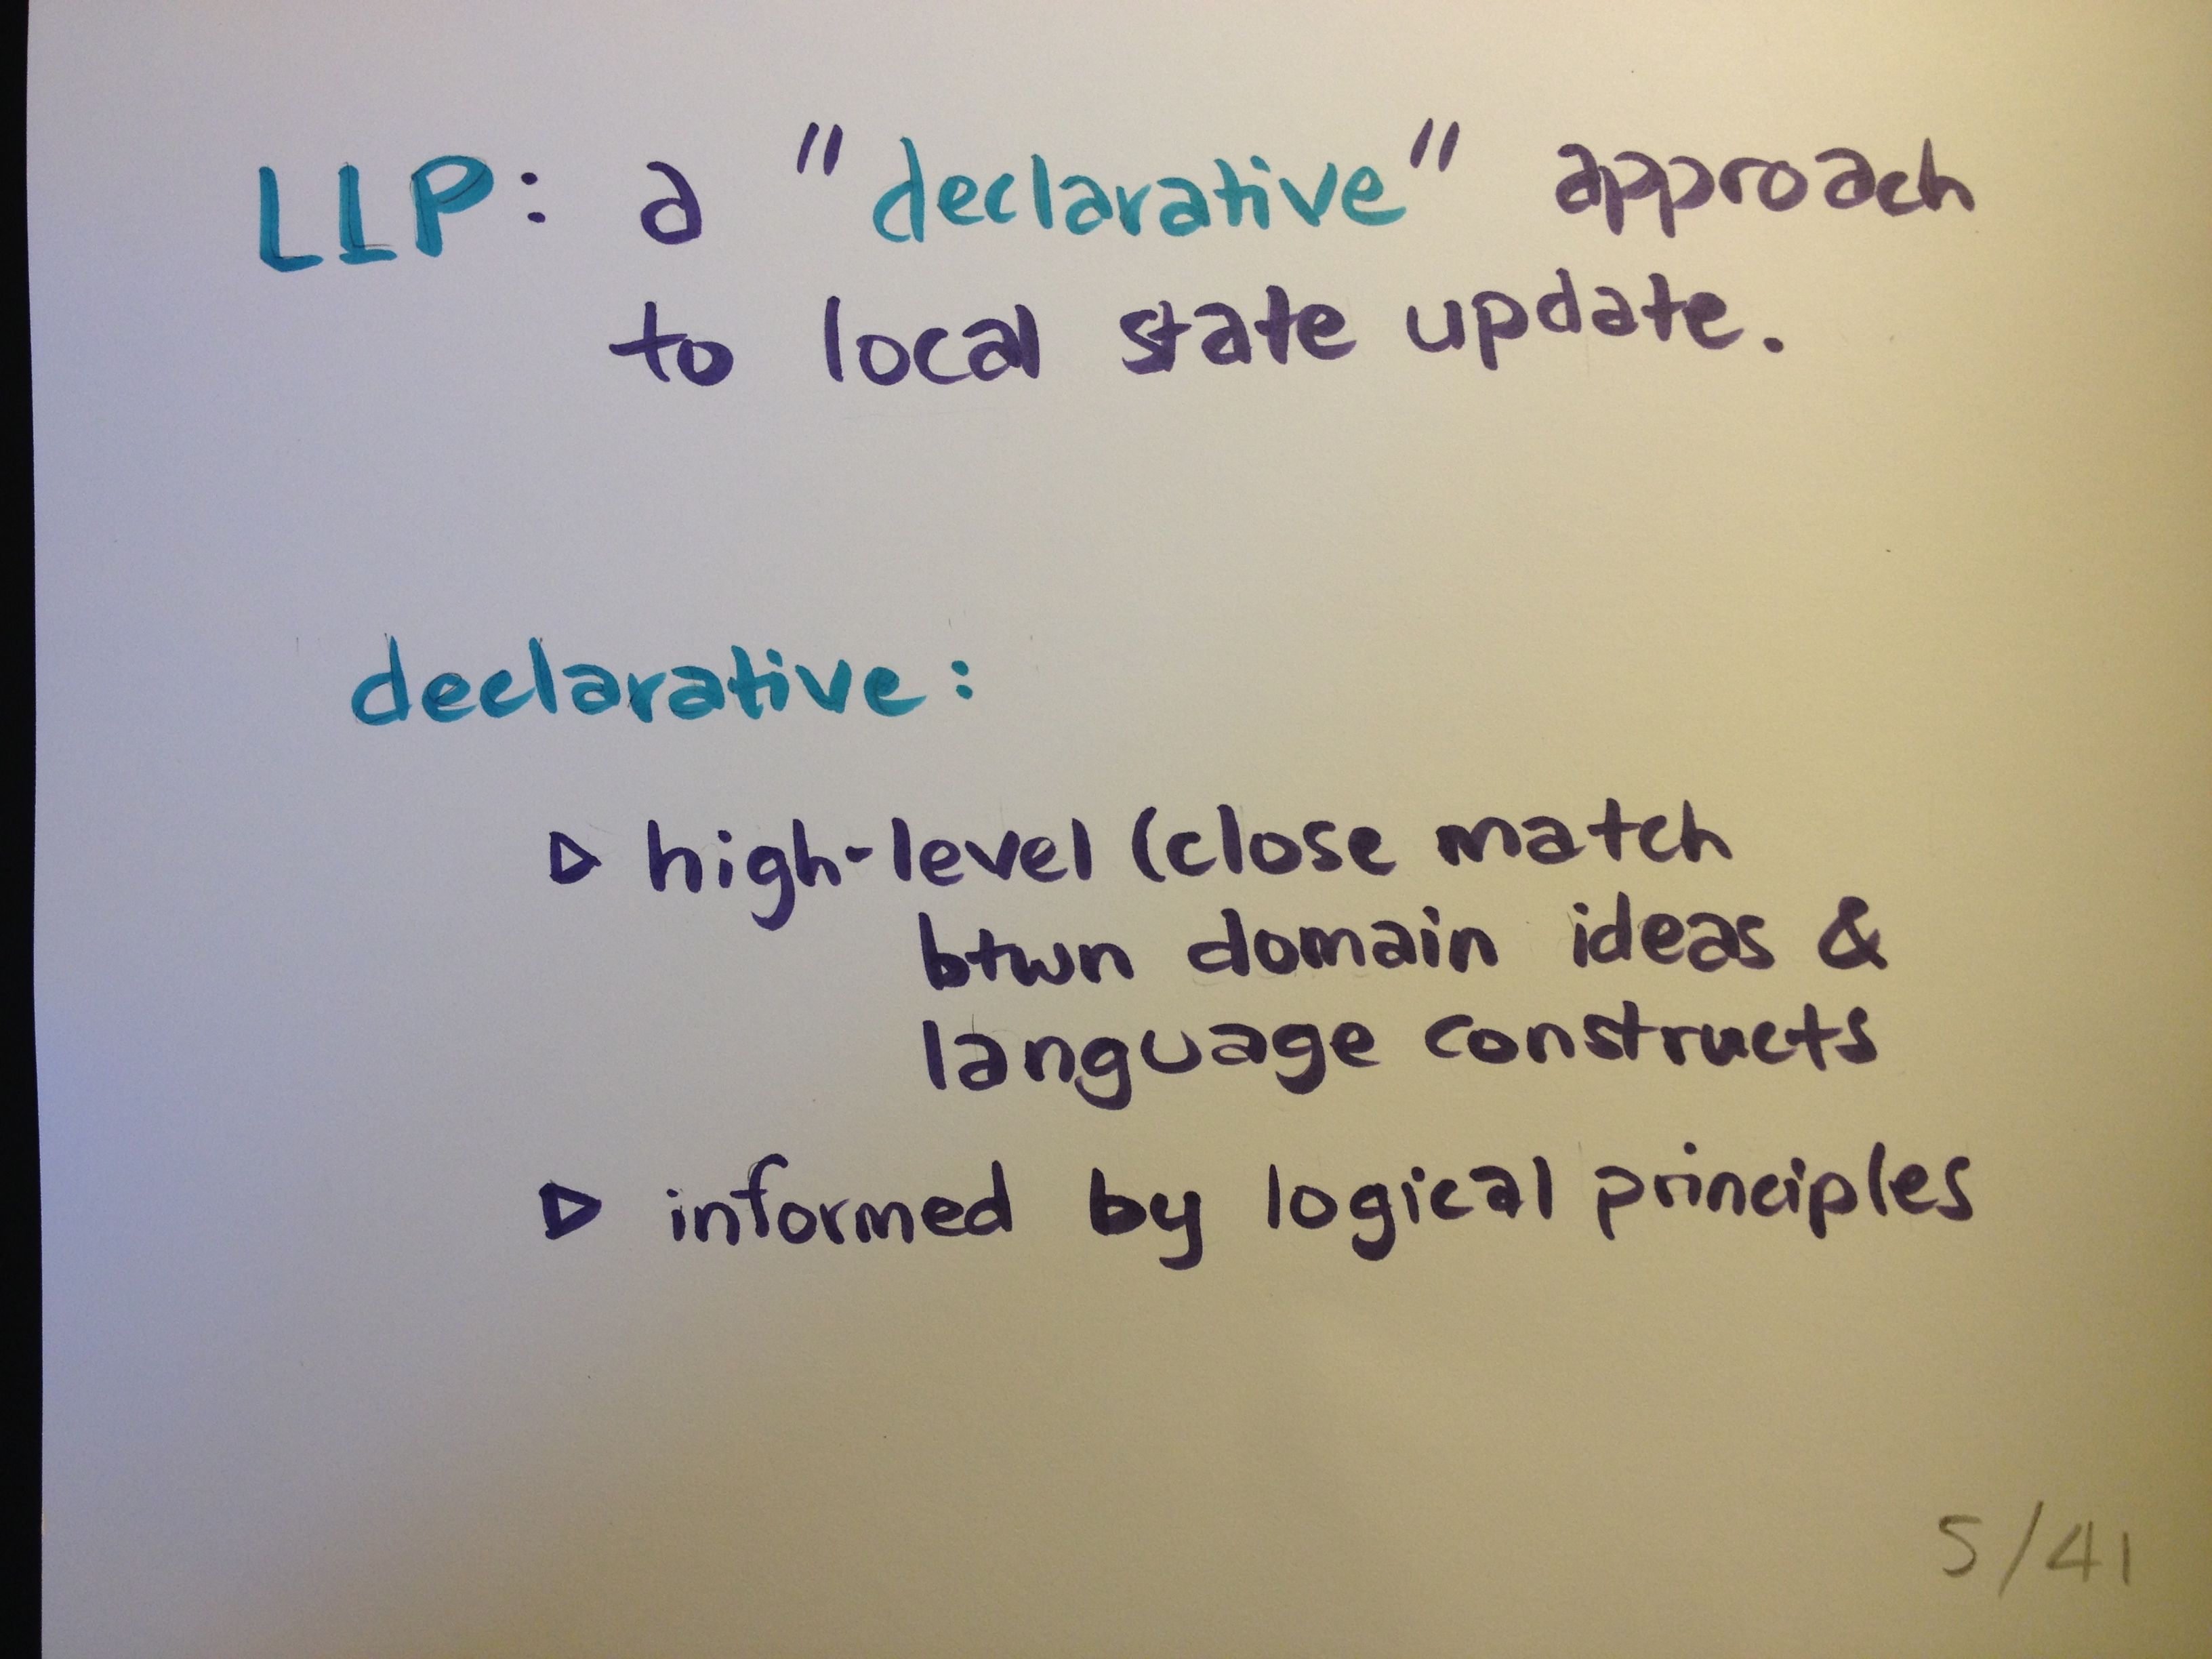 LLP: a "declarative" approach
to local state update.
declarative:
▷ high-level (close match
btwn domain ideas &
language constructs
▷ informed by logical principles
5/41